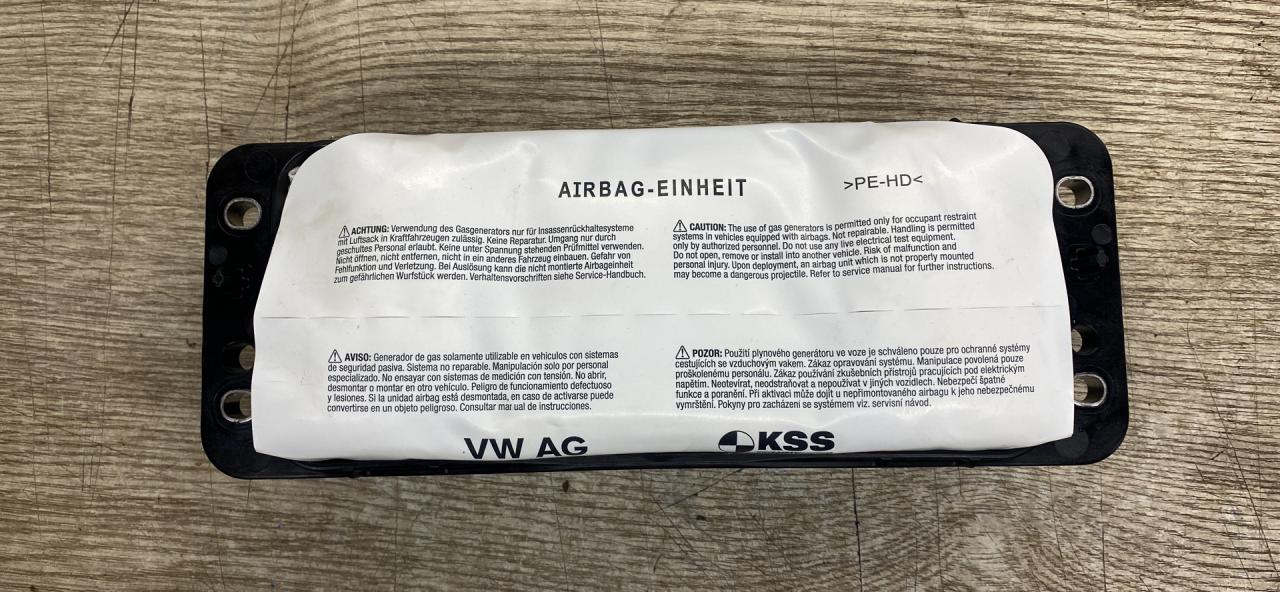 AIRBAG-EINHEIT
>PE-HD<
⚠ ACHTUNG: Verwendung des Gasgenerators nur für Insassenrückhaltesysteme
mit Luftsack in Kraftfahrzeugen zulässig. Keine Reparatur. Umgang nur durch
geschultes Personal erlaubt. Keine unter Spannung stehenden Prüfmittel verwenden.
Nicht öffnen, nicht entfernen, nicht in ein anderes Fahrzeug einbauen. Gefahr von
Fehlfunktion und Verletzung. Bei Auslösung kann die nicht montierte Airbageinheit
zum gefährlichen Wurfstück werden. Verhaltensvorschriften siehe Service-Handbuch.
⚠ CAUTION: The use of gas generators is permitted only for occupant restraint
systems in vehicles equipped with airbags. Not repairable. Handling is permitted
only by authorized personnel. Do not use any live electrical test equipment.
Do not open, remove or install into another vehicle. Risk of malfunction and
personal injury. Upon deployment, an airbag unit which is not properly mounted
may become a dangerous projectile. Refer to service manual for further instructions.
⚠ AVISO: Generador de gas solamente utilizable en vehiculos con sistemas
de seguridad pasiva. Sistema no reparable. Manipulación solo por personal
especializado. No ensayar con sistemas de medición con tensión. No abrir,
desmontar o montar en otro vehículo. Peligro de funcionamiento defectuoso
y lesiones. Si la unidad airbag está desmontada, en caso de activarse puede
convertirse en un objeto peligroso. Consultar manual de instrucciones.
⚠ POZOR: Použití plynového generátoru ve voze je schváleno pouze pro ochranné systémy
cestujících se vzduchovým vakem. Zákaz opravování systému. Manipulace povolená pouze
proškolenému personálu. Zákaz používání zkušebních přístrojů pracujících pod elektrickým
napětím. Neotevírat, neodstraňovat a nepoužívat v jiných vozidlech. Nebezpečí špatné
funkce a poranění. Při aktivaci může dojít u nepřimontovaného airbagu k jeho nebezpečnému
vymrštění. Pokyny pro zacházení se systémem viz. servisní návod.
VW AG
KSS